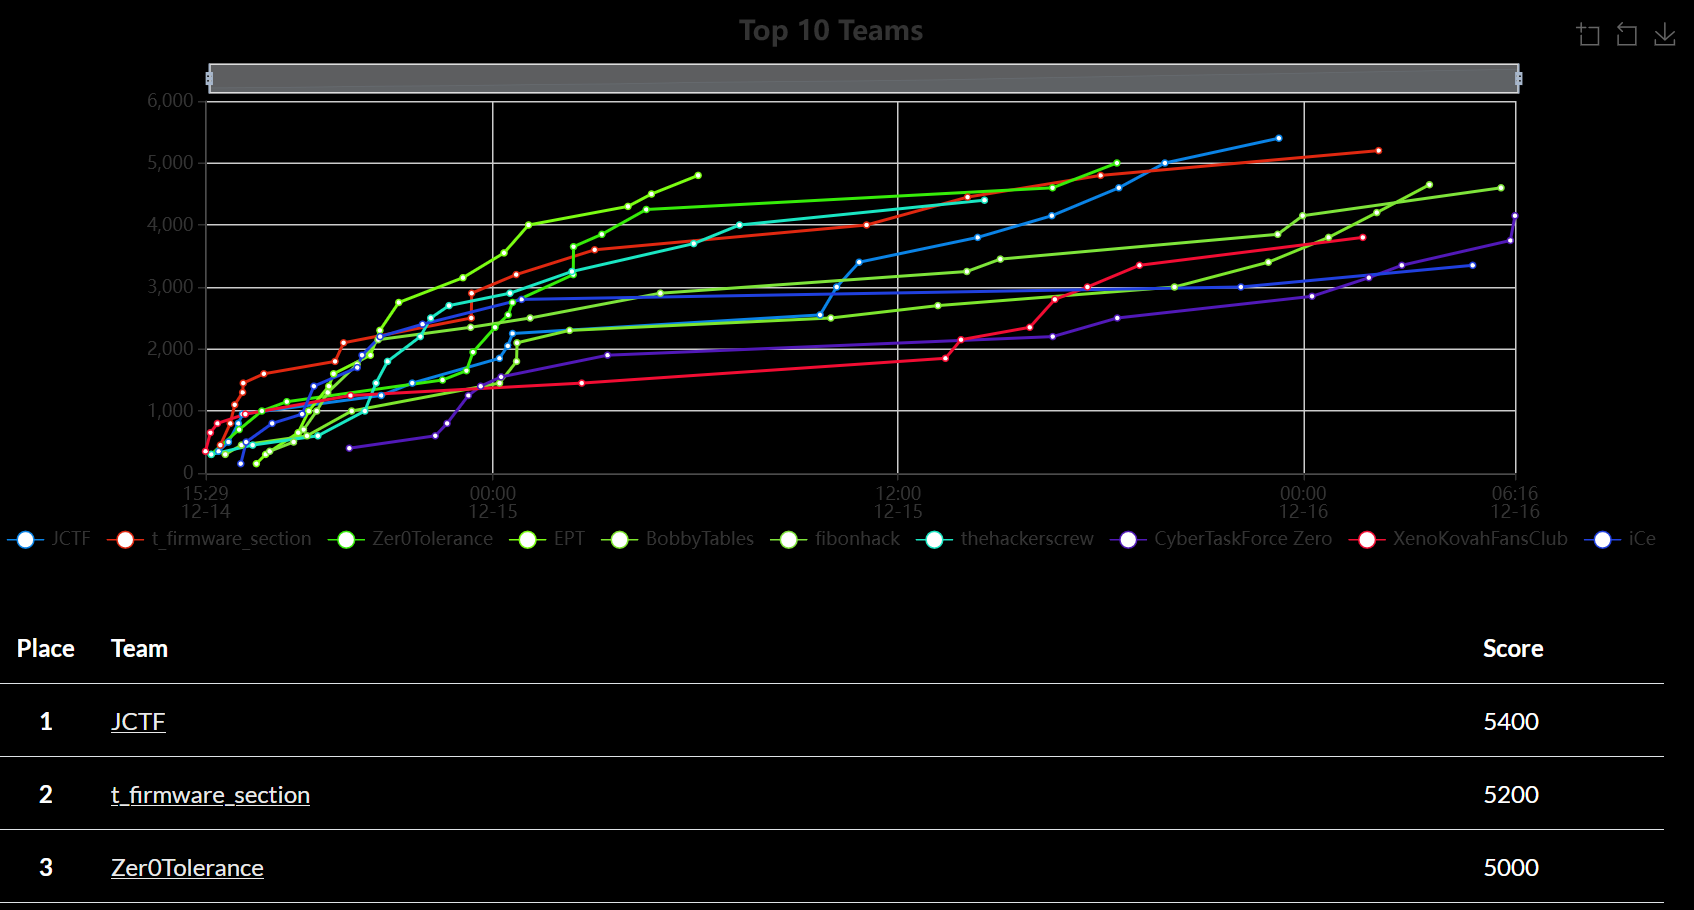 Top 10 Teams
6,000
5,000
4,000
3,000
2,000
1,000
0
15:29 00:00 12:00 00:00 06:16
12-14 12-15 12-15 12-16 12-16
JCTF t_firmware_section Zer0Tolerance EPT BobbyTables fibonhack thehackerscrew CyberTaskForce Zero XenoKovahFansClub iCe
Place Team Score
1 JCTF 5400
2 t_firmware_section 5200
3 Zer0Tolerance 5000